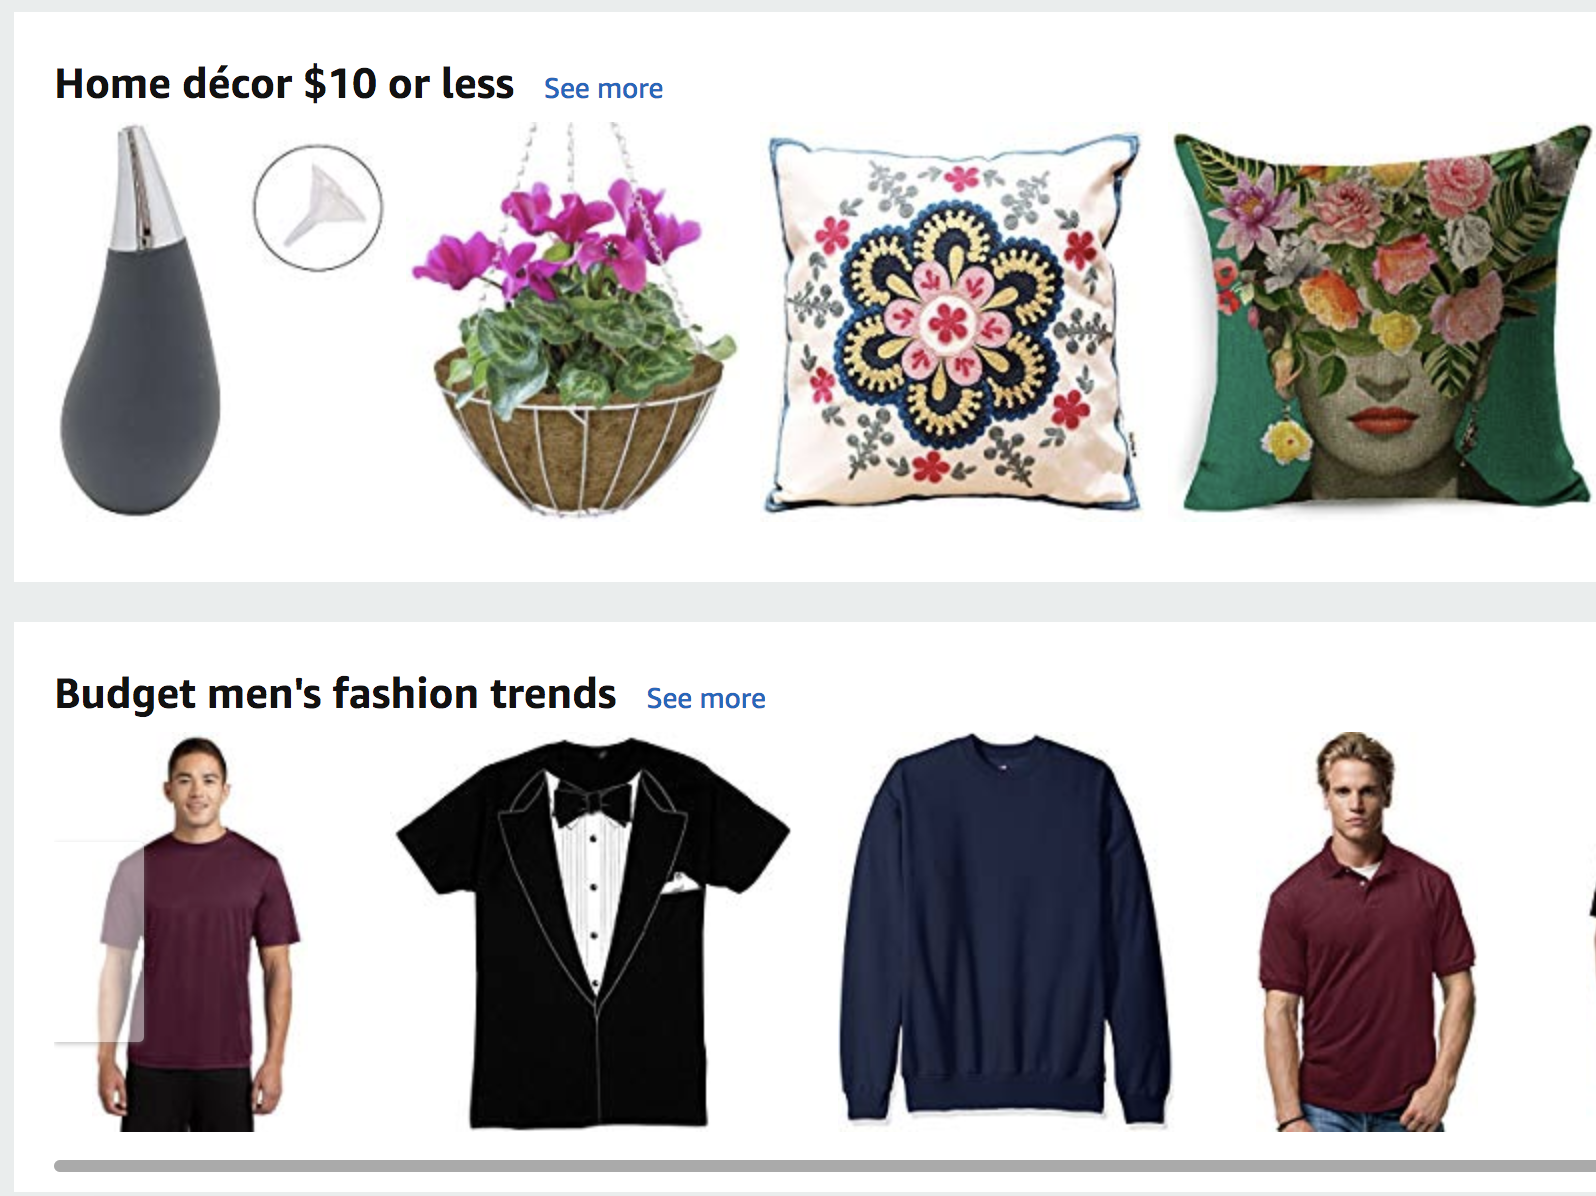 Home décor $10 or less See more
Budget men's fashion trends See more